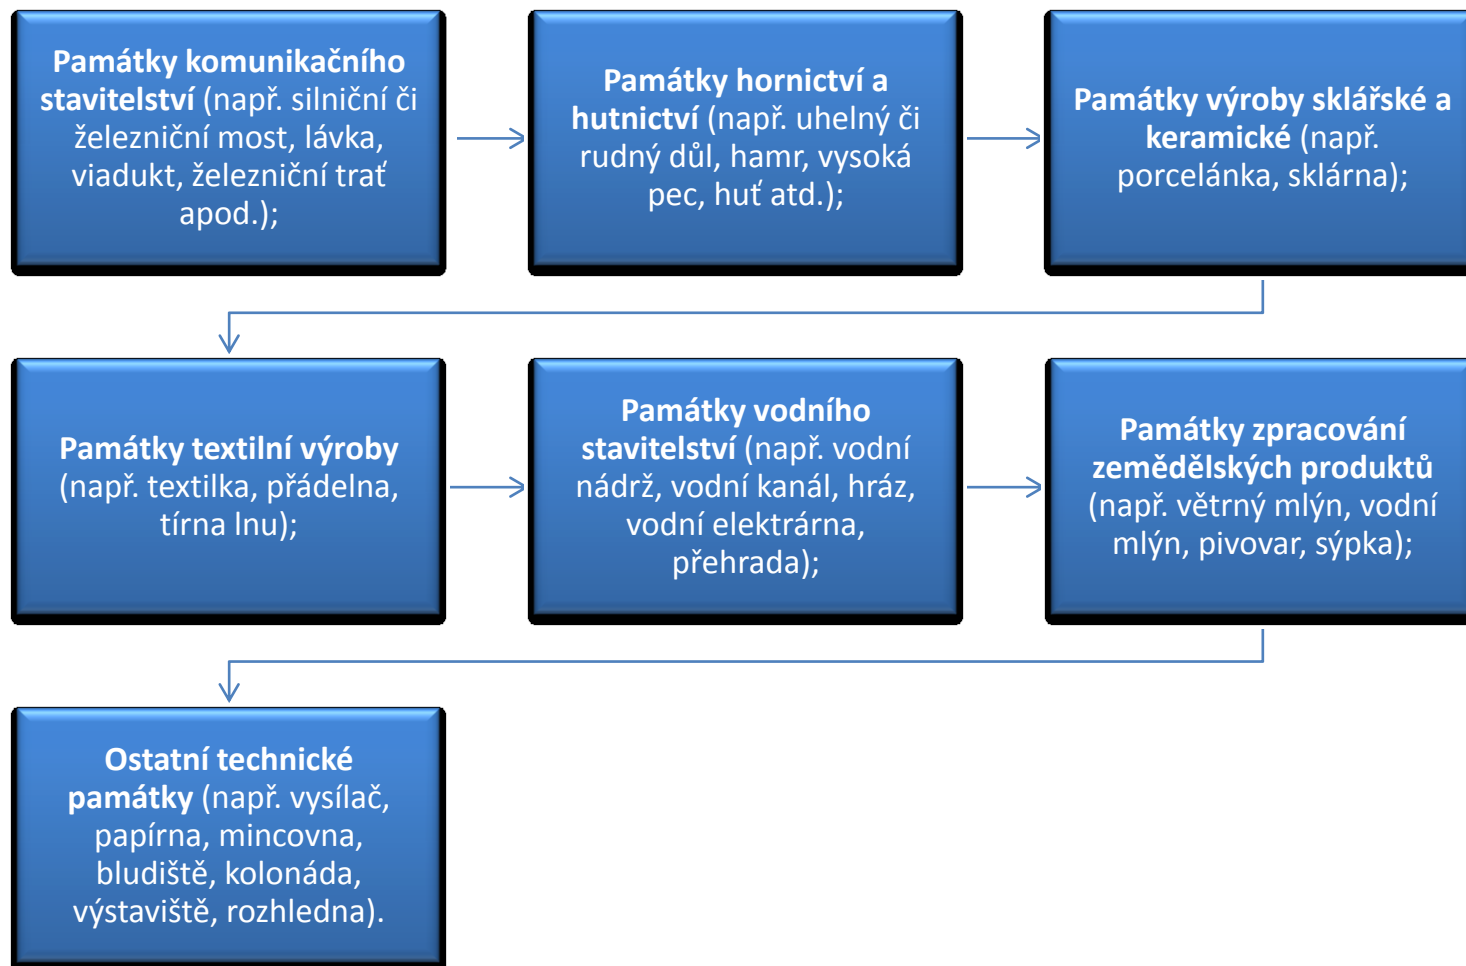 Památky komunikačního
stavitelství (např. silniční či
železniční most, lávka,
viadukt, železniční trať
apod.);
Památky hornictví a
hutnictví (např. uhelný či
rudný důl, hamr, vysoká
pec, huť atd.);
Památky výroby sklářské a
keramické (např.
porcelánka, sklárna);
Památky textilní výroby
(např. textilka, přádelna,
tírna lnu);
Památky vodního
stavitelství (např. vodní
nádrž, vodní kanál, hráz,
vodní elektrárna,
přehrada);
Památky zpracování
zemědělských produktů
(např. větrný mlýn, vodní
mlýn, pivovar, sýpka);
Ostatní technické
památky (např. vysílač,
papírna, mincovna,
bludiště, kolonáda,
výstaviště, rozhledna).